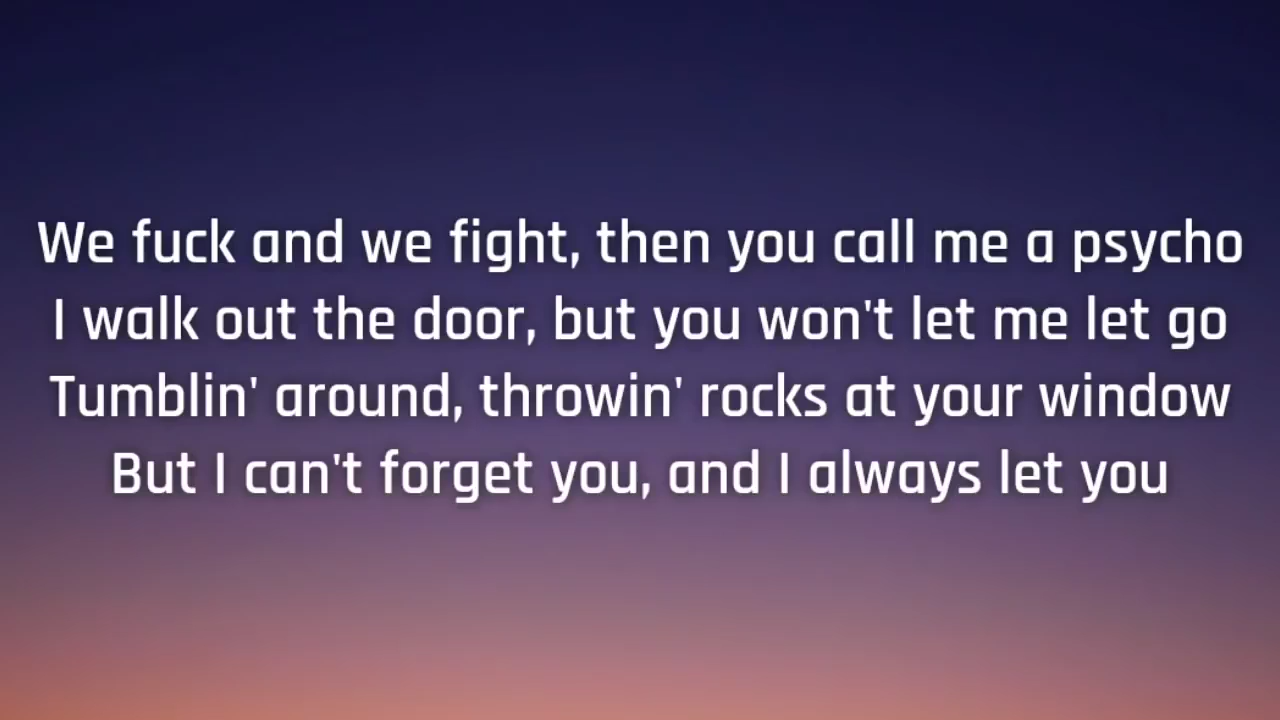 We fuck and we fight, then you call me a psycho
I walk out the door, but you won't let me let go
Tumblin' around, throwin' rocks at your window
But I can't forget you, and I always let you